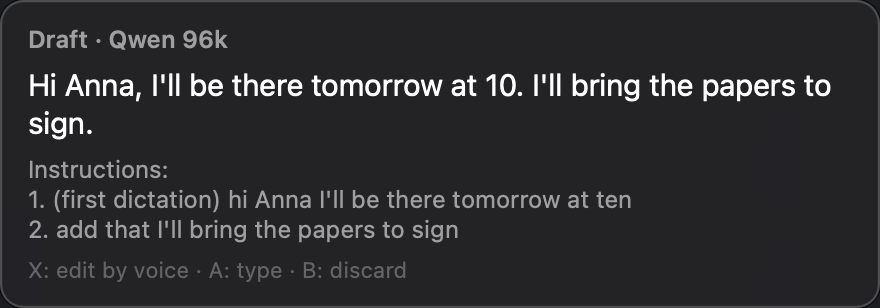 Draft · Qwen 96k
Hi Anna, I'll be there tomorrow at 10. I'll bring the papers to
sign.
Instructions:
1. (first dictation) hi Anna I'll be there tomorrow at ten
2. add that I'll bring the papers to sign
X: edit by voice · A: type · B: discard